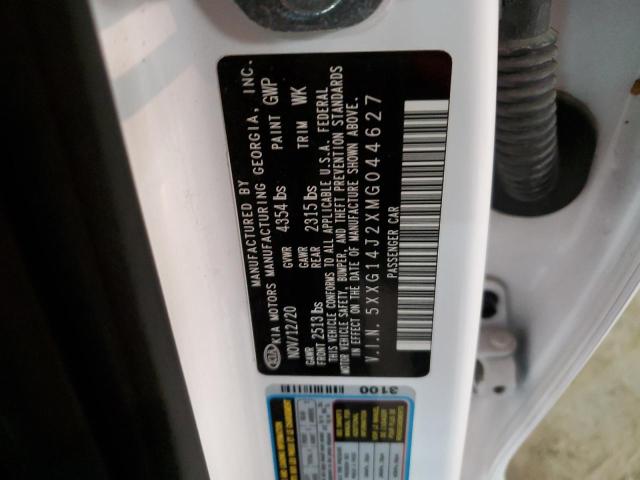 MANUFACTURED BY
KIA KIA MOTORS MANUFACTURING GEORGIA, INC.
NOV/12/20 GVWR 4354 lbs PAINT GWP
GAWR FRONT 2513 lbs GAWR REAR 2315 lbs TRIM WK
THIS VEHICLE CONFORMS TO ALL APPLICABLE U.S.A. FEDERAL
MOTOR VEHICLE SAFETY, BUMPER, AND THEFT PREVENTION STANDARDS
IN EFFECT ON THE DATE OF MANUFACTURE SHOWN ABOVE.
V.I.N. 5XXG14J2XMG044627
PASSENGER CAR
3100